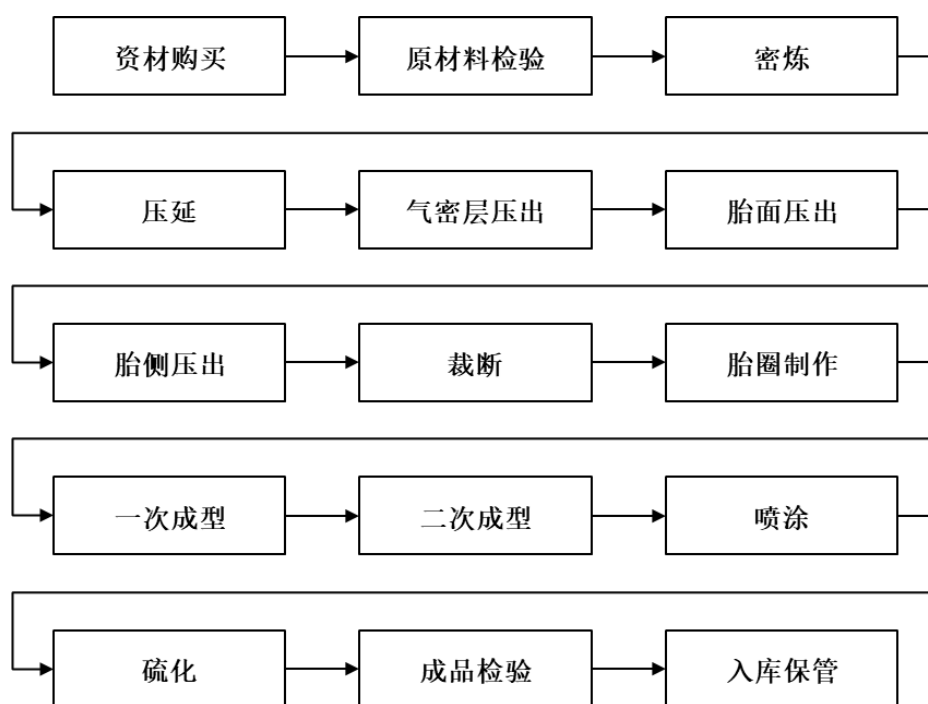 资材购买
原材料检验
密炼
压延
气密层压出
胎面压出
胎侧压出
裁断
胎圈制作
一次成型
二次成型
喷涂
硫化
成品检验
入库保管